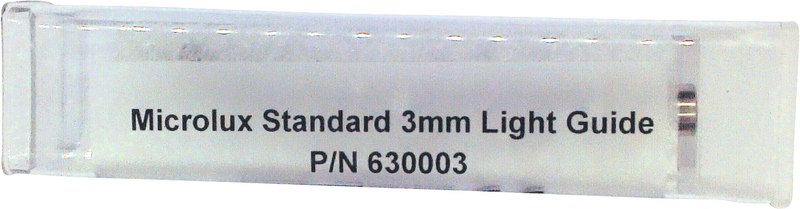 Microlux Standard 3mm Light Guide
P/N 630003